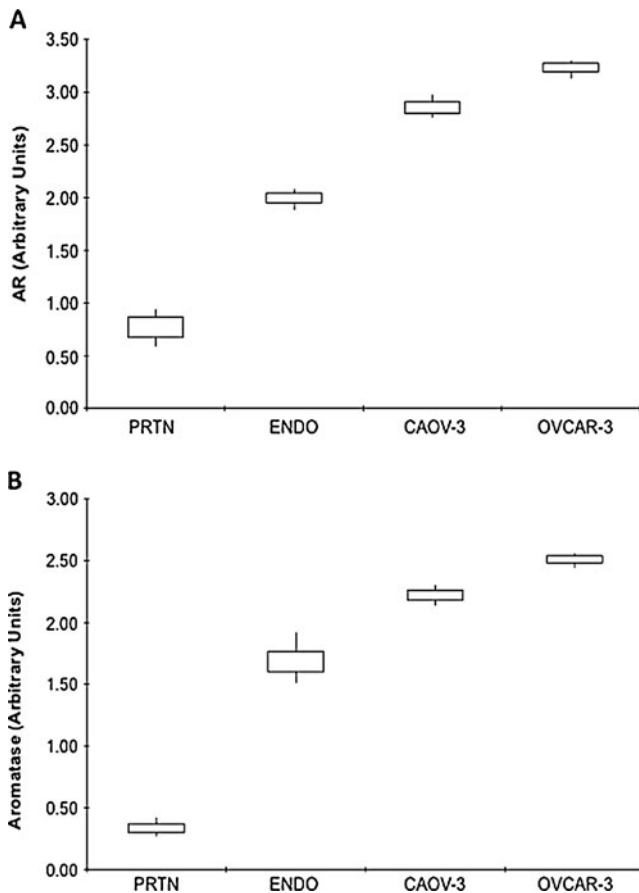 A
3.50
3.00
2.50
2.00
1.50
1.00
0.50
0.00
AR (Arbitrary Units)
PRTN ENDO CAOV-3 OVCAR-3
B
3.00
2.50
2.00
1.50
1.00
0.50
0.00
Aromatase (Arbitrary Units)
PRTN ENDO CAOV-3 OVCAR-3